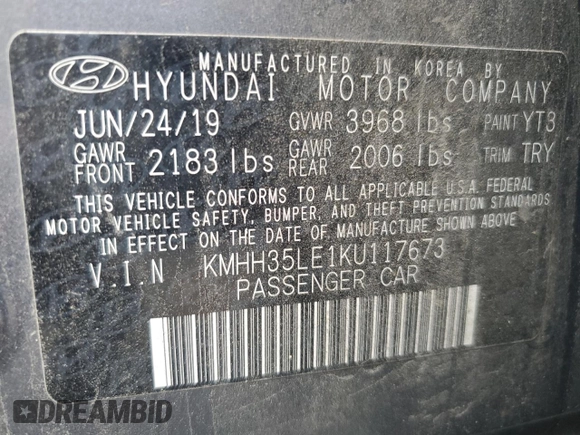 MANUFACTURED IN KOREA BY
HYUNDAI MOTOR COMPANY
JUN/24/19 GVWR 3968 lbs PAINT YT3
GAWR FRONT 2183 lbs GAWR REAR 2006 lbs TRIM TRY
THIS VEHICLE CONFORMS TO ALL APPLICABLE U.S.A. FEDERAL
MOTOR VEHICLE SAFETY, BUMPER, AND THEFT PREVENTION STANDARDS
IN EFFECT ON THE DATE OF MANUFACTURE SHOWN ABOVE
V.I.N KMHH35LE1KU117673
PASSENGER CAR
DREAMBID